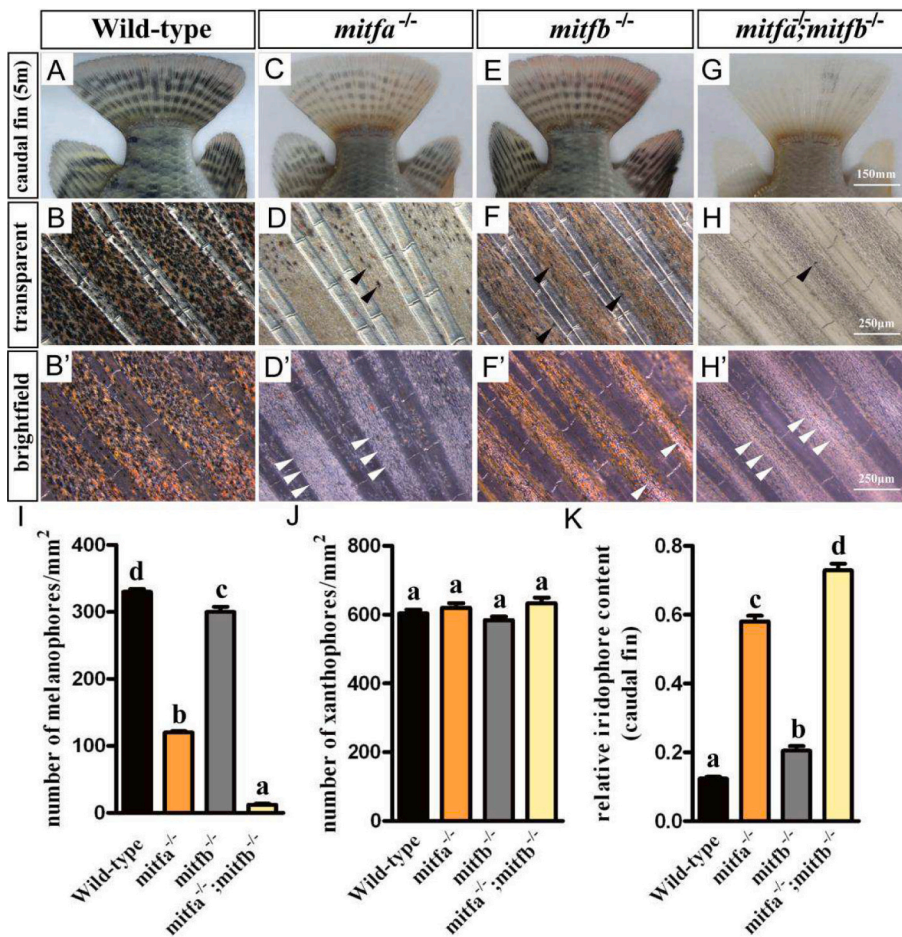 Wild-type mitfa-/- mitfb-/- mitfa-/-;mitfb-/-
caudal fin (5m)
A C E G
150mm
transparent
B D F H
250μm
brightfield
B' D' F' H'
250μm
I J K
number of melanophores/mm²
400
300
200
100
0
d
b
c
a
Wild-type
mitfa-/-
mitfb-/-
mitfa-/-;mitfb-/-
number of xanthophores/mm²
800
600
400
200
0
a
a
a
a
Wild-type
mitfa-/-
mitfb-/-
mitfa-/-;mitfb-/-
relative iridophore content
(caudal fin)
0.8
0.6
0.4
0.2
0.0
a
c
b
d
Wild-type
mitfa-/-
mitfb-/-
mitfa-/-;mitfb-/-